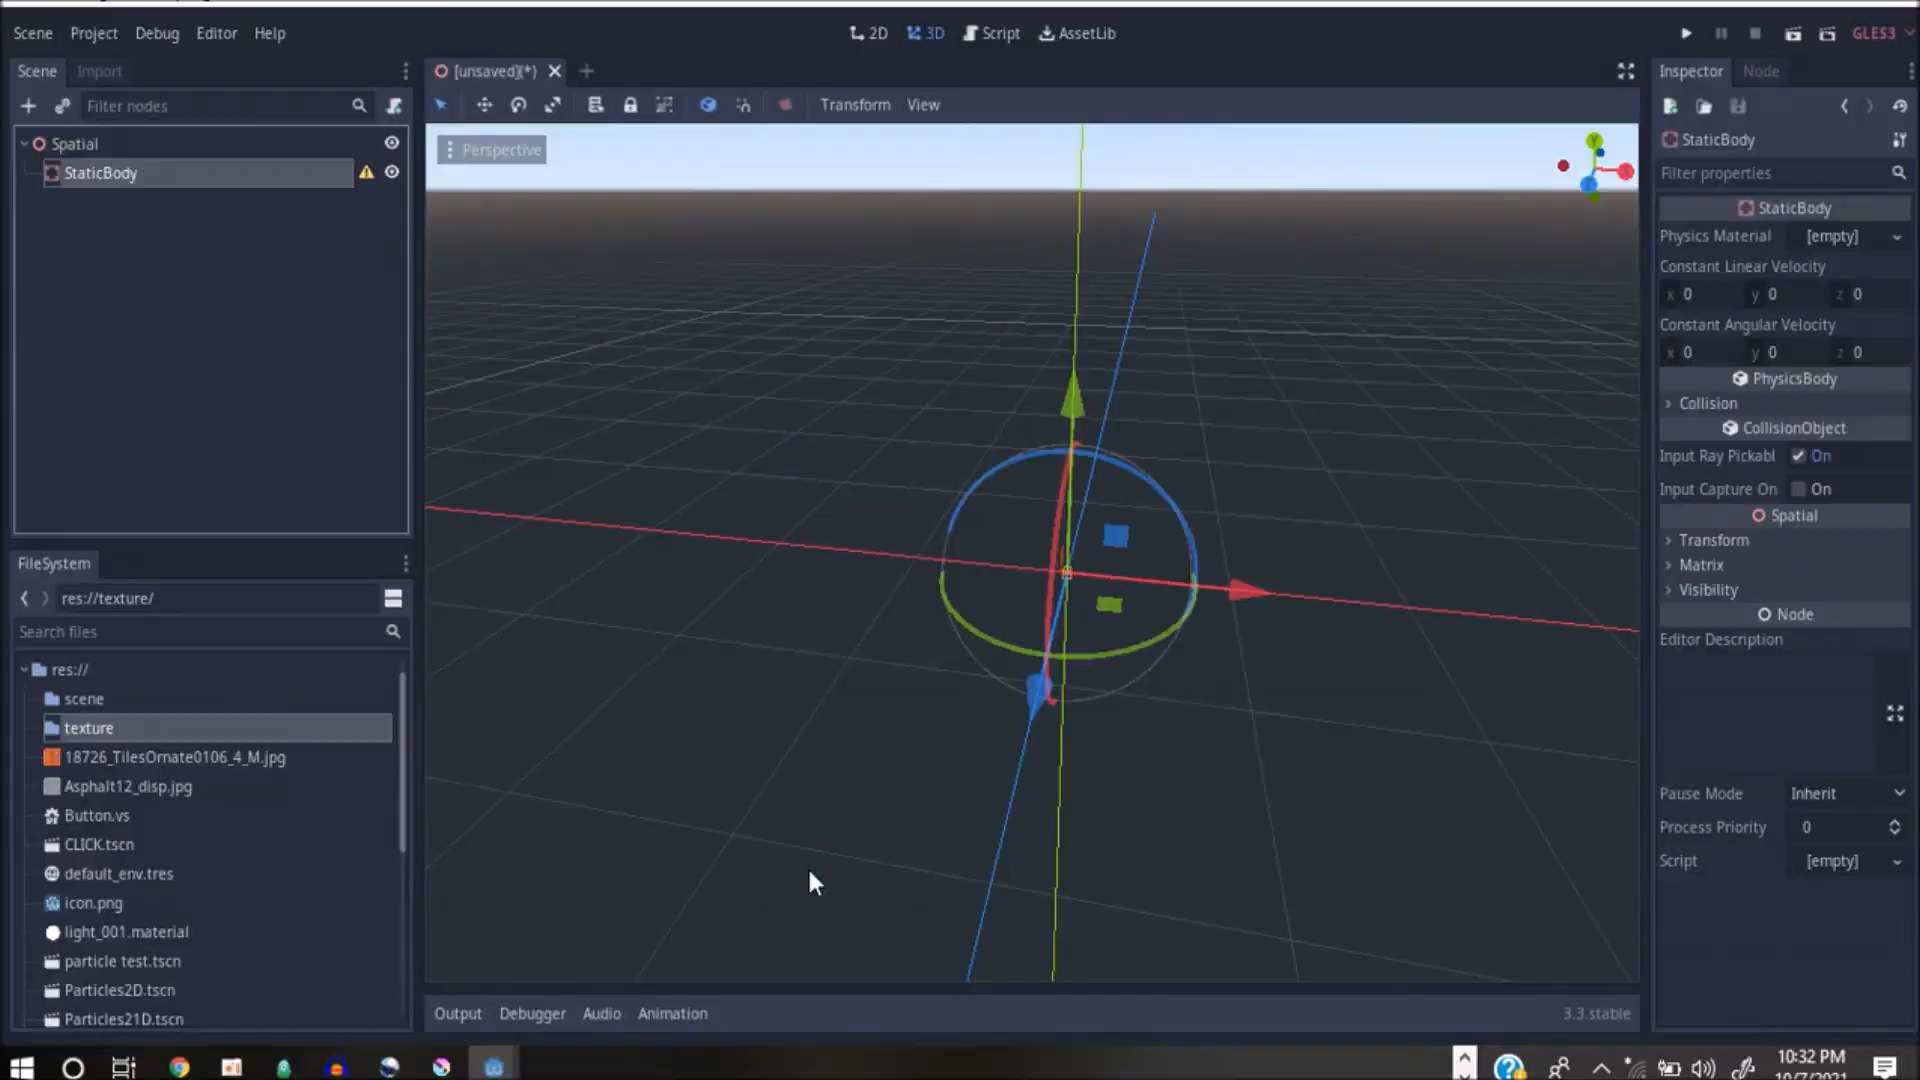 Scene Project Debug Editor Help
2D 3D Script AssetLib
GLES3
Scene Import
Filter nodes
Spatial
StaticBody
[unsaved](*)
Transform View
Perspective
Y
X
Z
FileSystem
res://texture/
Search files
res://
scene
texture
18726_TilesOrnate0106_4_M.jpg
Asphalt12_disp.jpg
Button.vs
CLICK.tscn
default_env.tres
icon.png
light_001.material
particle test.tscn
Particles2D.tscn
Particles21D.tscn
Output Debugger Audio Animation
3.3.stable
Inspector Node
StaticBody
Filter properties
StaticBody
Physics Material [empty]
Constant Linear Velocity
x 0 y 0 z 0
Constant Angular Velocity
x 0 y 0 z 0
PhysicsBody
Collision
CollisionObject
Input Ray Pickabl On
Input Capture On On
Spatial
Transform
Matrix
Visibility
Node
Editor Description
Pause Mode Inherit
Process Priority 0
Script [empty]
10:32 PM
10/7/2021